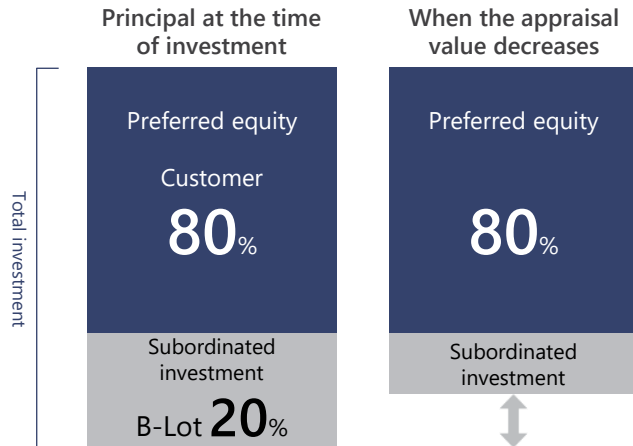 Principal at the time
of investment
When the appraisal
value decreases
Total investment
Preferred equity
Customer
80%
Subordinated
investment
B-Lot 20%
Preferred equity
80%
Subordinated
investment